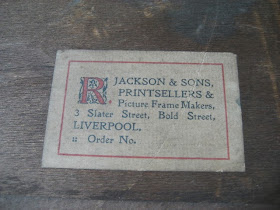 R JACKSON & SONS,
PRINTSELLERS &
Picture Frame Makers,
3 Slater Street, Bold Street,
LIVERPOOL.
¤ Order No.